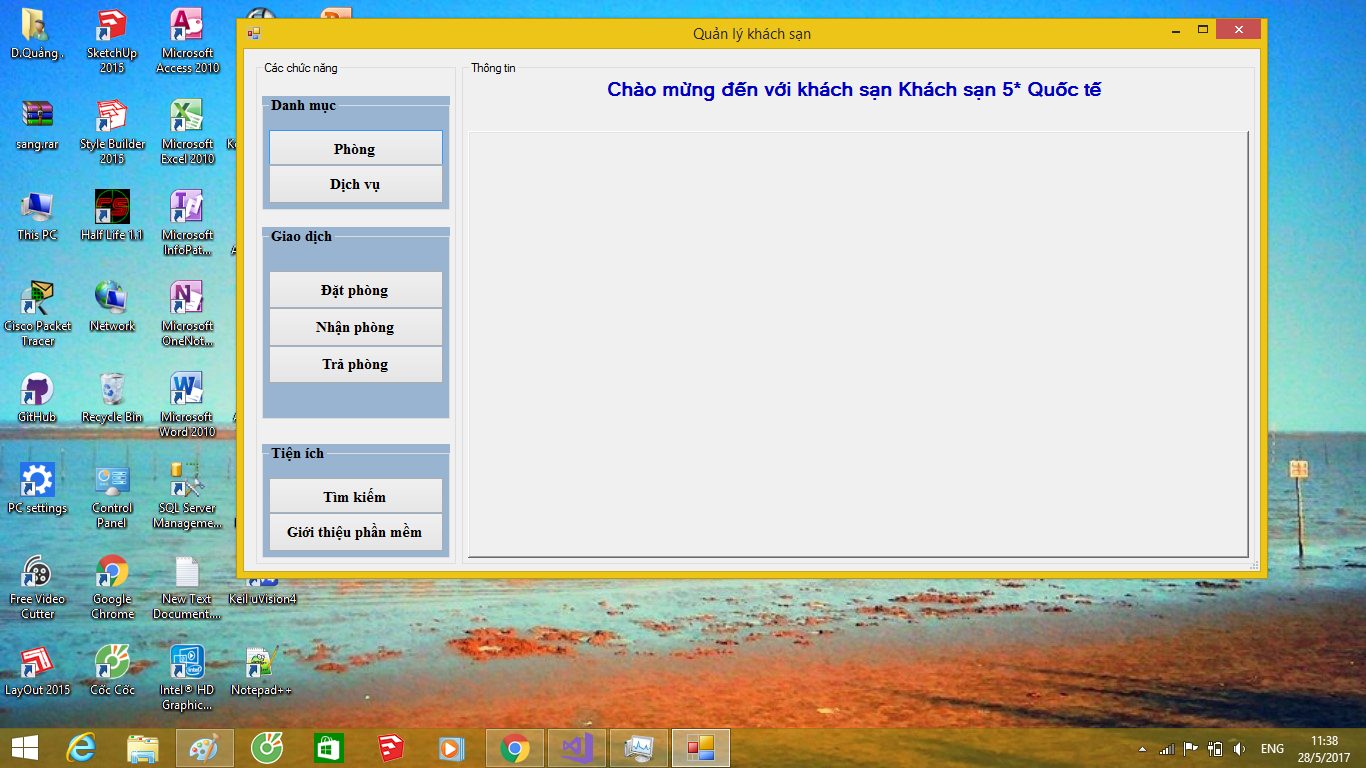 D.Quảng .
SketchUp
2015
Microsoft
Access 2010
sang.rar
Style Builder
2015
Microsoft
Excel 2010
This PC
Half Life 1.1
Microsoft
InfoPat...
Cisco Packet
Tracer
Network
Microsoft
OneNot...
GitHub
Recycle Bin
Microsoft
Word 2010
PC settings
Control
Panel
SQL Server
Manageme...
Free Video
Cutter
Google
Chrome
New Text
Document....
Keil uVision4
LayOut 2015
Cốc Cốc
Intel® HD
Graphic...
Notepad++
Quản lý khách sạn
Các chức năng
Danh mục
Phòng
Dịch vụ
Giao dịch
Đặt phòng
Nhận phòng
Trã phòng
Tiện ích
Tìm kiếm
Giới thiệu phần mềm
Thông tin
Chào mừng đến với khách sạn Khách sạn 5* Quốc tế
ENG
11:38
28/5/2017